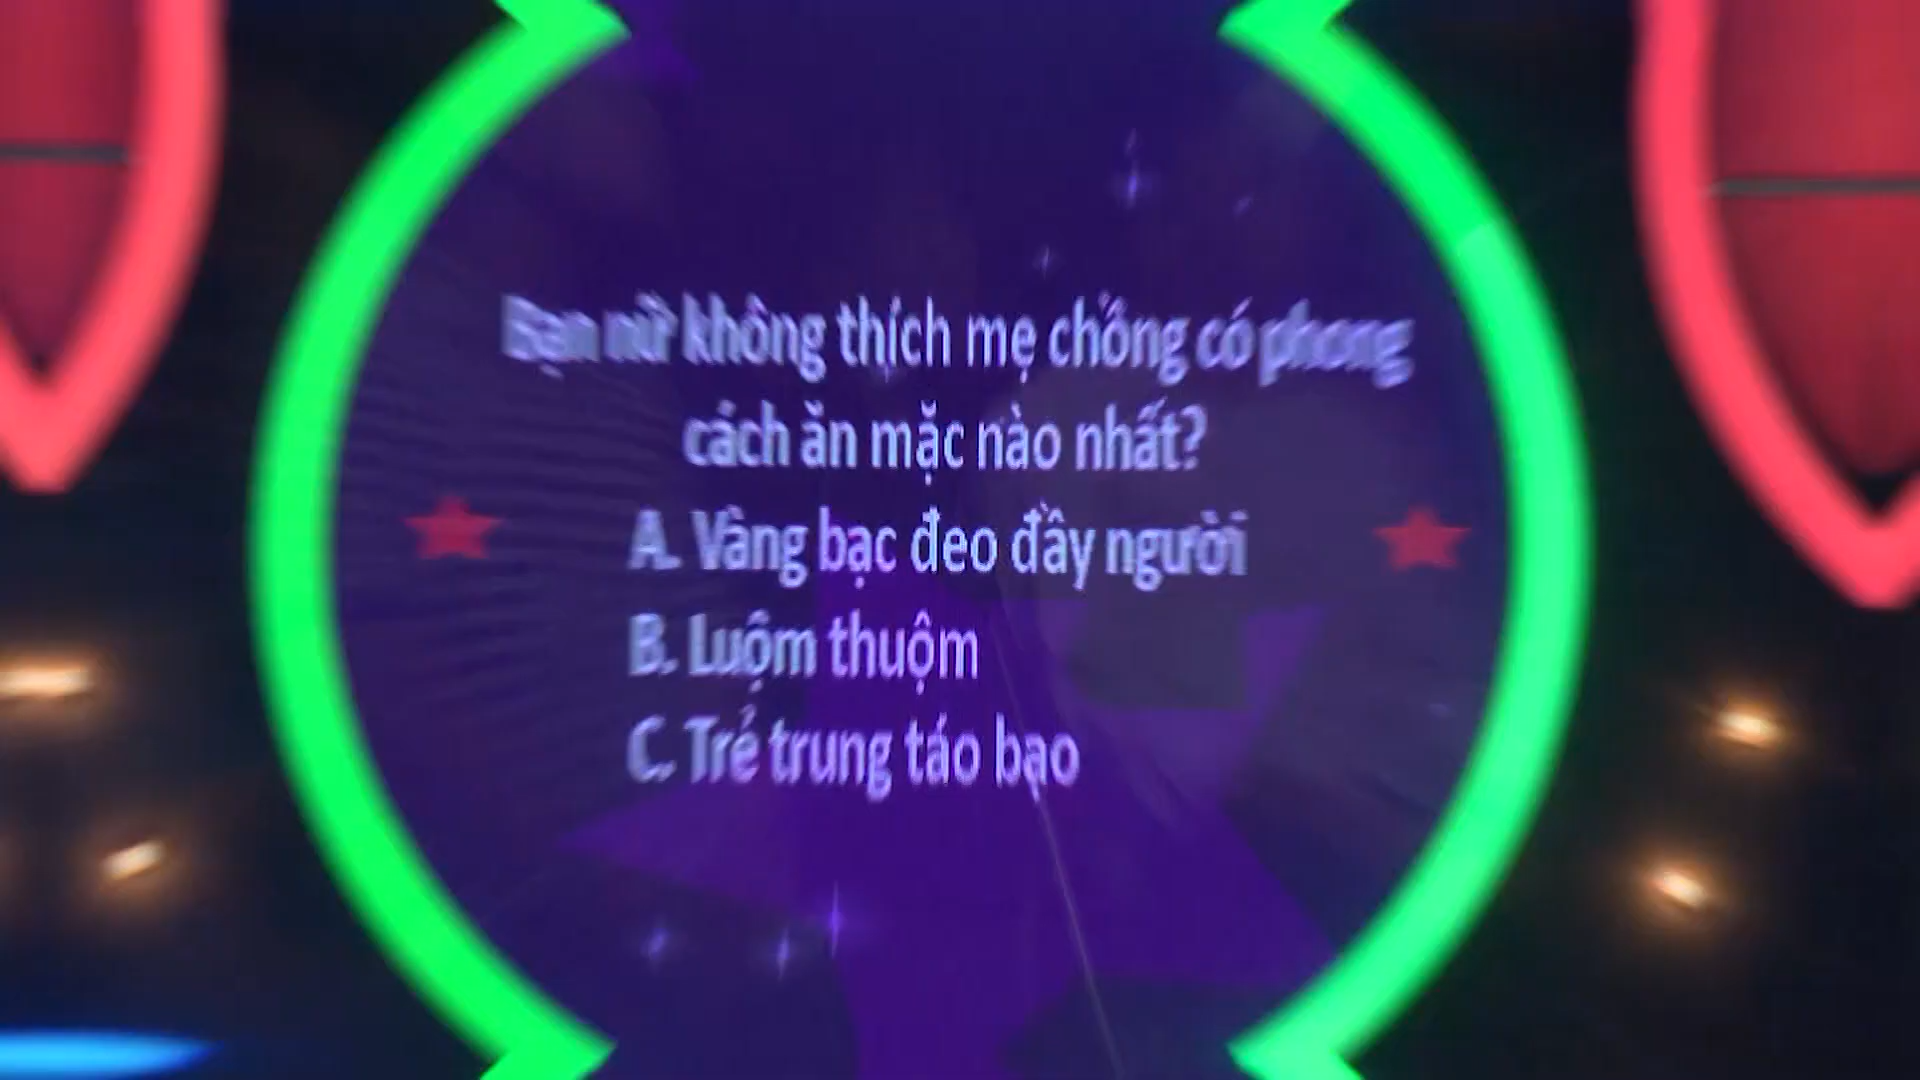 Bạn nữ không thích mẹ chồng có phong
cách ăn mặc nào nhất?
A. Vàng bạc đeo đầy người
B. Luộm thuộm
C. Trẻ trung táo bạo